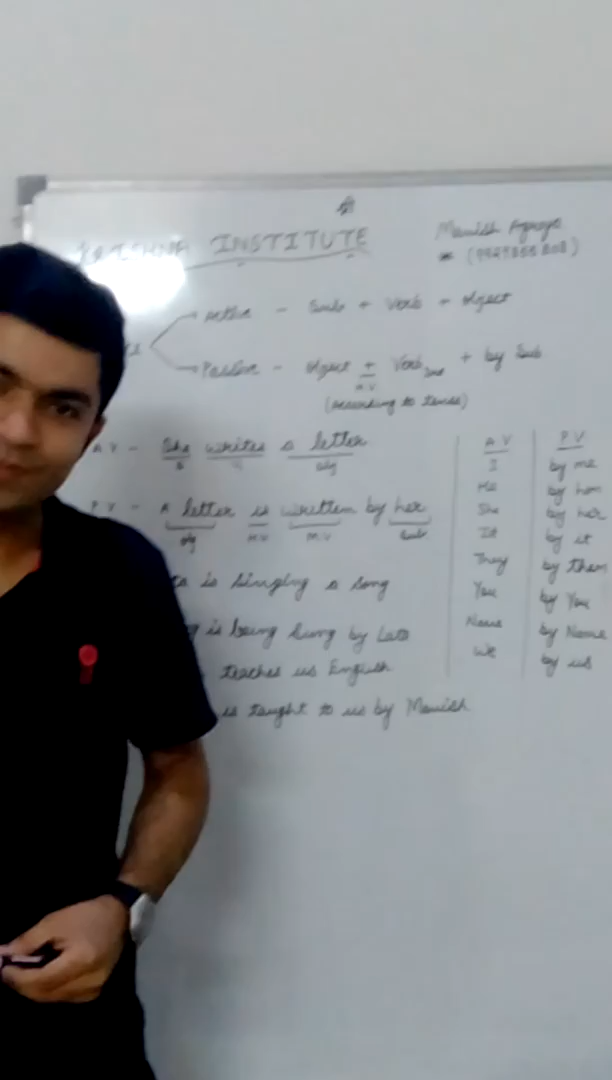 KRISHNA INSTITUTE
Manish
Active - Sub + Verb + object
Passive - object + Verb + by Sub
H V
(According to tense)
A V - She writes a letter
S V obj
P V - A letter is written by her
obj H V M V Sub
is singing a song
is being sung by Lata
teaches us English
is taught to us by Manish
A V P V
I by me
He by him
She by her
It by it
They by them
You by You
Name by Name
We by us